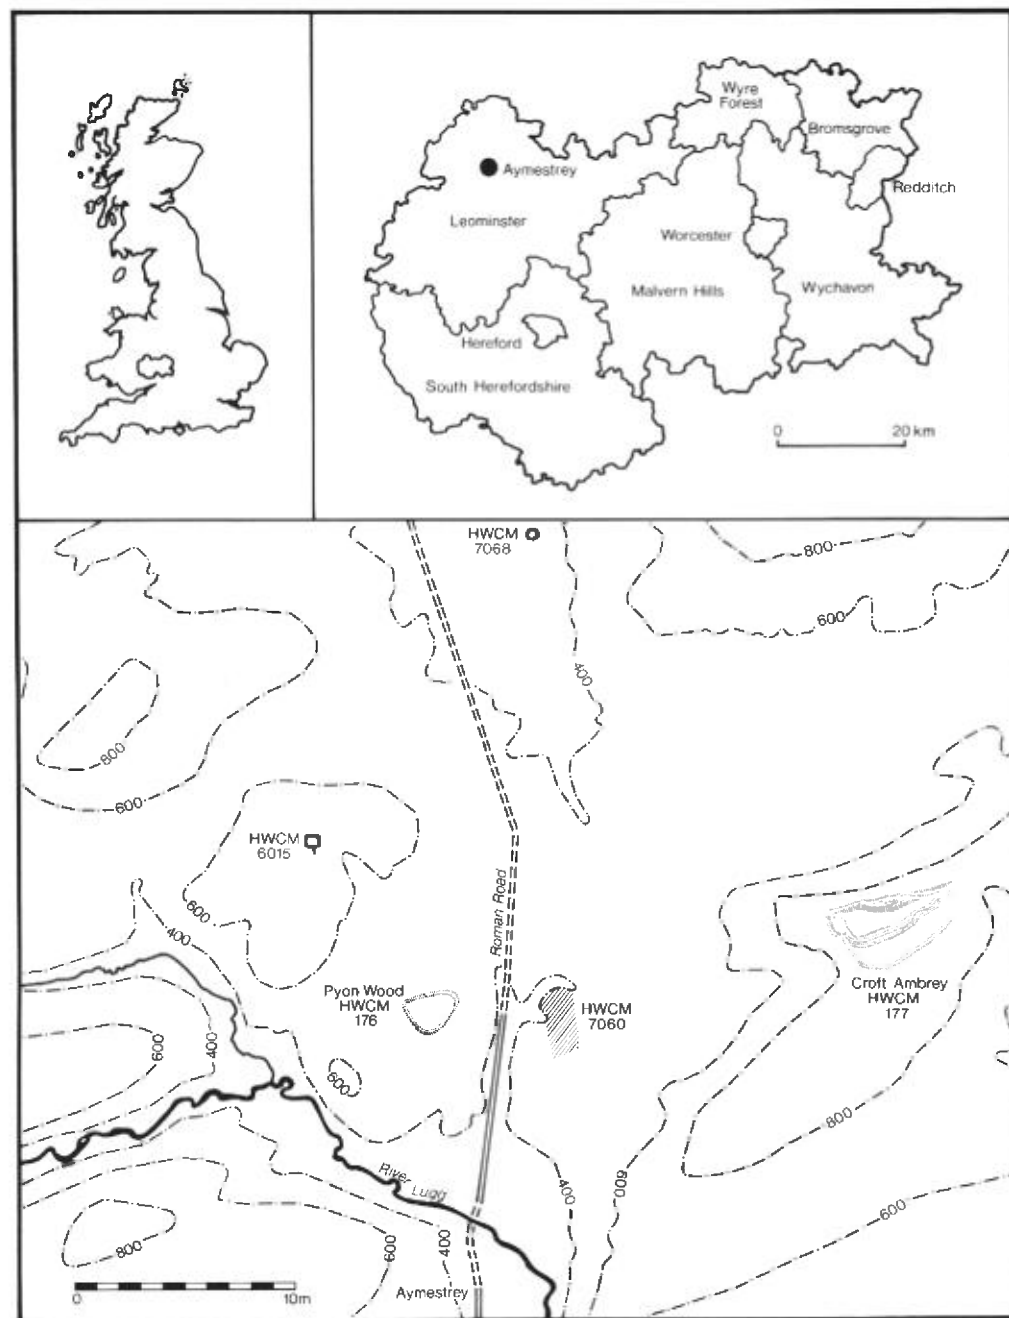 Wyre
Forest
Bromsgrove
Aymestrey
Redditch
Leominster
Worcester
Malvern Hills
Wychavon
Hereford
South Herefordshire
0 20 km
HWCM
7068
800
600
400
800
600
HWCM
6015
600
400
Roman Road
Pyon Wood
HWCM
176
HWCM
7060
Croft Ambrey
HWCM
177
600
400
600
800
River Lugg
400
600
600
800
600
400
0 10m
Aymestrey